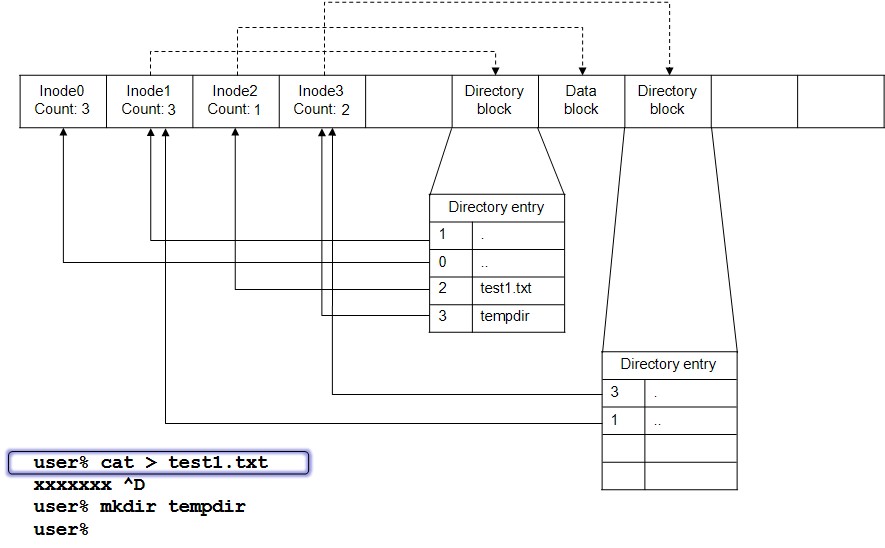 Inode0
Count: 3
Inode1
Count: 3
Inode2
Count: 1
Inode3
Count: 2
Directory
block
Data
block
Directory
block
Directory entry
1 .
0 ..
2 test1.txt
3 tempdir
Directory entry
3 .
1 ..
user% cat > test1.txt
xxxxxxx ^D
user% mkdir tempdir
user%